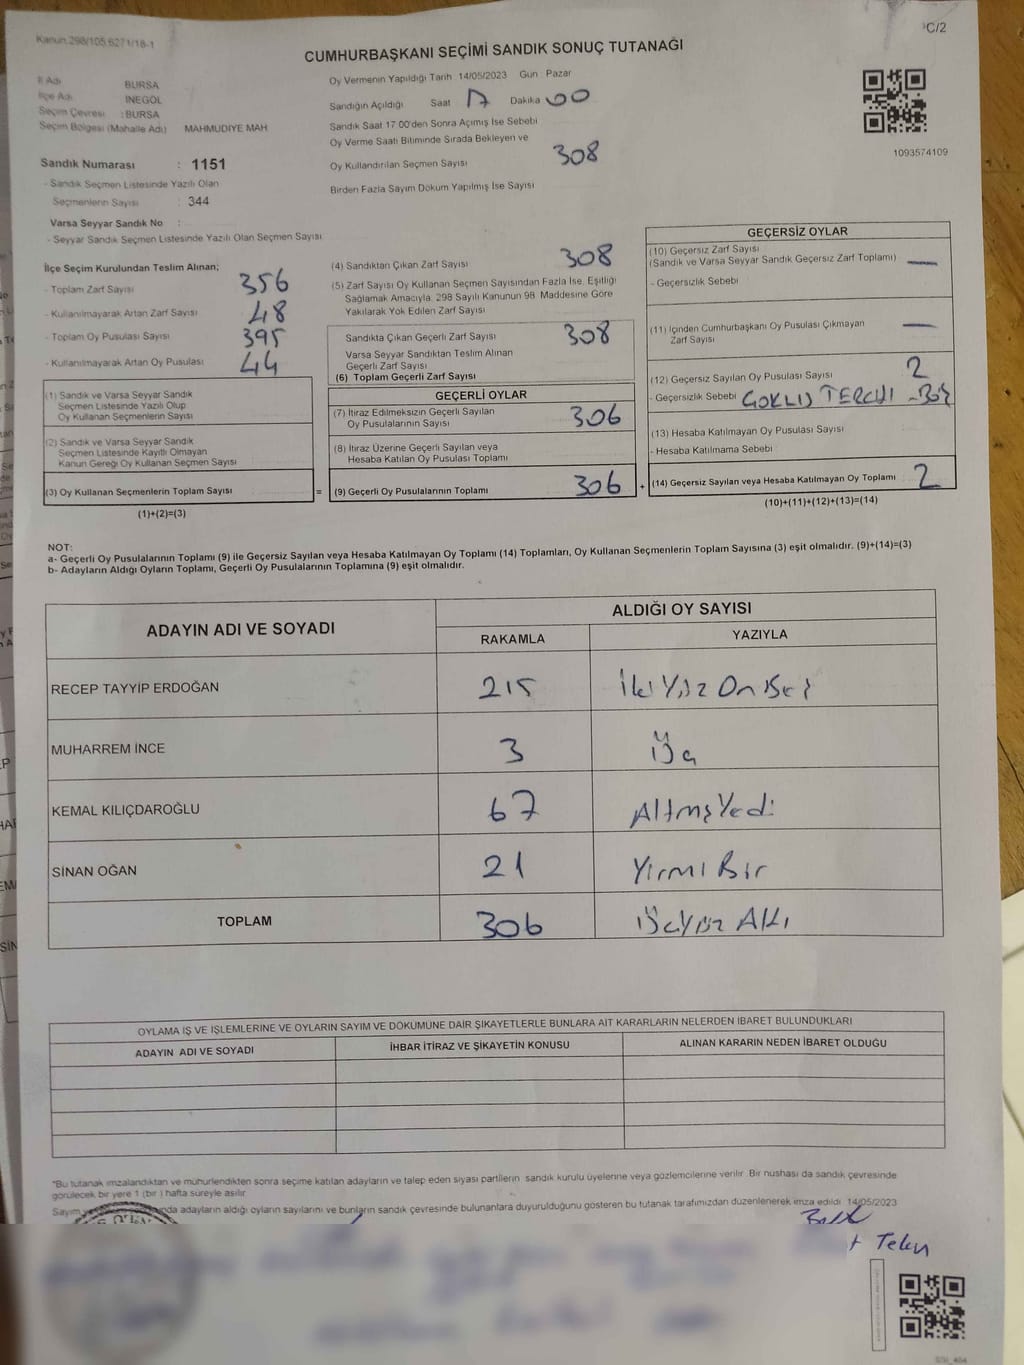 Kanun.298/105.6271/18-1
C/2
CUMHURBAŞKANI SEÇİMİ SANDIK SONUÇ TUTANAĞI
İl Adı BURSA
İlçe Adı INEGÖL
Seçim Çevresi : BURSA
Seçim Bölgesi (Mahalle Adı) MAHMUDIYE MAH
Sandık Numarası : 1151
- Sandık Seçmen Listesinde Yazılı Olan
Seçmenlerin Sayısı : 344
Varsa Seyyar Sandık No :
- Seyyar Sandık Seçmen Listesinde Yazılı Olan Seçmen Sayısı
Oy Vermenin Yapıldığı Tarih 14/05/2023 Gün Pazar
Sandığın Açıldığı Saat 17 Dakika 00
Sandık Saat 17 00'den Sonra Açımış Ise Sebebi
Oy Verme Saati Bitiminde Sırada Bekleyen ve
Oy Kullandırılan Seçmen Sayısı 308
Birden Fazla Sayım Döküm Yapılmış Ise Sayısı
1093574109
İlçe Seçim Kurulundan Teslim Alınan;
- Toplam Zarf Sayısı 356
- Kullanılmayarak Artan Zarf Sayısı 48
- Toplam Oy Pusulası Sayısı 395
- Kullanılmayarak Artan Oy Pusulası 44
(1) Sandık ve Varsa Seyyar Sandık
Seçmen Listesinde Yazılı Olup
Oy Kullanan Seçmenlerin Sayısı
(2) Sandık ve Varsa Seyyar Sandık
Seçmen Listesinde Kayıtlı Olmayan
Kanun Gereği Oy Kullanan Seçmen Sayısı
(3) Oy Kullanan Seçmenlerin Toplam Sayısı =
(1)+(2)=(3)
(4) Sandıktan Çıkan Zarf Sayısı 308
(5) Zarf Sayısı Oy Kullanan Seçmen Sayısından Fazla Ise, Eşitliği
Sağlamak Amacıyla, 298 Sayılı Kanunun 98. Maddesine Göre
Yakılarak Yok Edilen Zarf Sayısı
Sandıkta Çıkan Geçerli Zarf Sayısı 308
Varsa Seyyar Sandıktan Teslim Alınan
Geçerli Zarf Sayısı
(6) Toplam Geçerli Zarf Sayısı
GEÇERLİ OYLAR
(7) İtiraz Edilmeksizin Geçerli Sayılan
Oy Pusulalarının Sayısı 306
(8) İtiraz Üzerine Geçerli Sayılan veya
Hesaba Katılan Oy Pusulası Toplamı
(9) Geçerli Oy Pusulalarının Toplamı 306 +
GEÇERSİZ OYLAR
(10) Geçersiz Zarf Sayısı
(Sandık ve Varsa Seyyar Sandık Geçersiz Zarf Toplamı) —
- Geçersizlik Sebebi
(11) İçinden Cumhurbaşkanı Oy Pusulası Çıkmayan
Zarf Sayısı —
(12) Geçersiz Sayılan Oy Pusulası Sayısı 2
- Geçersizlik Sebebi ÇOKLU TERCHI - Boş
(13) Hesaba Katılmayan Oy Pusulası Sayısı
- Hesaba Katılmama Sebebi
(14) Geçersiz Sayılan veya Hesaba Katılmayan Oy Toplamı 2
(10)+(11)+(12)+(13)=(14)
NOT:
a- Geçerli Oy Pusulalarının Toplamı (9) ile Geçersiz Sayılan veya Hesaba Katılmayan Oy Toplamı (14) Toplamları, Oy Kullanan Seçmenlerin Toplam Sayısına (3) eşit olmalıdır. (9)+(14)=(3)
b- Adayların Aldığı Oyların Toplamı, Geçerli Oy Pusulalarının Toplamına (9) eşit olmalıdır.
ADAYIN ADI VE SOYADI ALDIĞI OY SAYISI
RAKAMLA YAZIYLA
RECEP TAYYİP ERDOĞAN 215 İki Yüz On Beş
MUHARREM İNCE 3 Üç
KEMAL KILIÇDAROĞLU 67 Altmş Yedi
SİNAN OĞAN 21 Yirmi Bir
TOPLAM 306 Üçyüz Altı
OYLAMA İŞ VE İŞLEMLERİNE VE OYLARIN SAYIM VE DÖKÜMÜNE DAİR ŞİKAYETLERLE BUNLARA AİT KARARLARIN NELERDEN İBARET BULUNDUKLARI
ADAYIN ADI VE SOYADI İHBAR İTİRAZ VE ŞİKAYETİN KONUSU ALINAN KARARIN NEDEN İBARET OLDUĞU
*Bu tutanak imzalandıktan ve mühürlendikten sonra seçime katılan adayların ve talep eden siyasi partilerin sandık kurulu üyelerine veya gözlemcilerine verilir. Bir nüshası da sandık çevresinde
görülecek bir yere 1 (bir) hafta süreyle asılır.
Sayım adayların aldığı oyların sayılarını ve bunların sandık çevresinde bulunanlara duyurulduğunu gösteren bu tutanak tarafımızdan düzenlenerek imza edildi. 14/05/2023